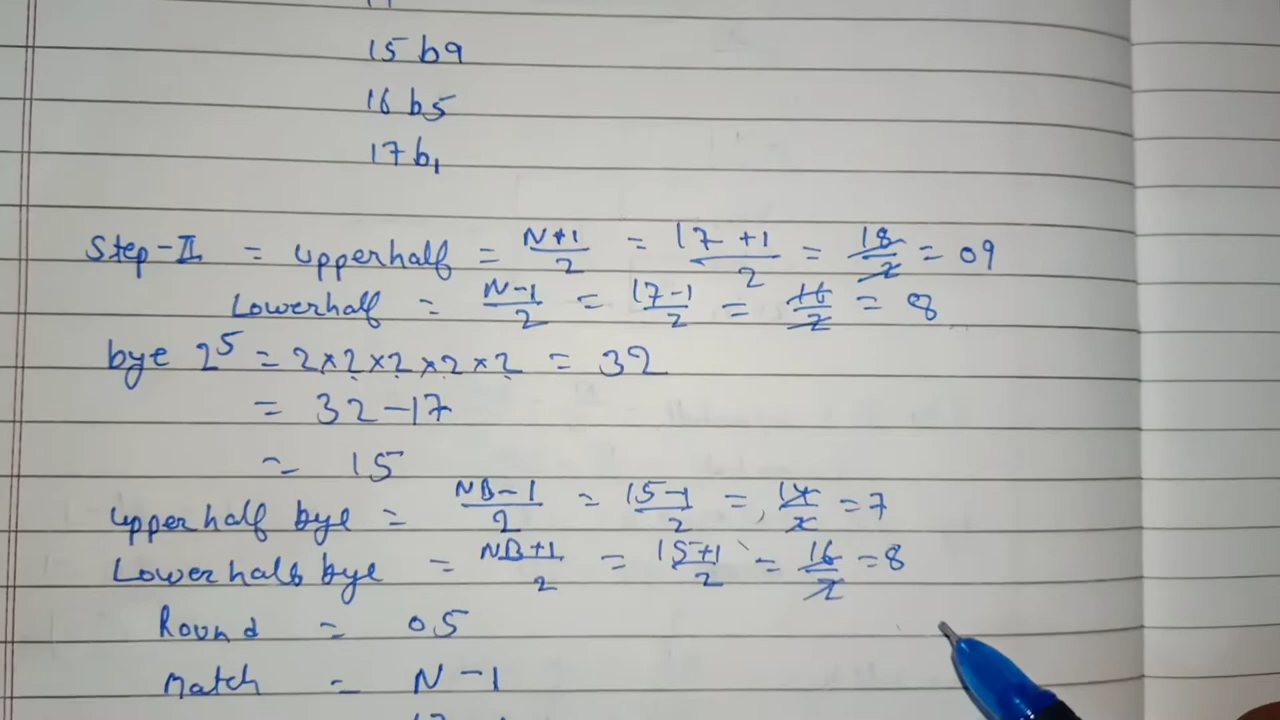 15 b9
16 b5
17 b1
Step-II = upperhalf = N+1/2 = 17+1/2 = 18/2 = 09
Lowerhalf = N-1/2 = 17-1/2 = 16/2 = 8
bye 2^5 = 2×2×2×2×2 = 32
= 32-17
= 15
upperhalf bye = NB-1/2 = 15-1/2 = 14/2 = 7
Lowerhalf bye = NB+1/2 = 15+1/2 = 16/2 = 8
Round = 05
Match = N-1